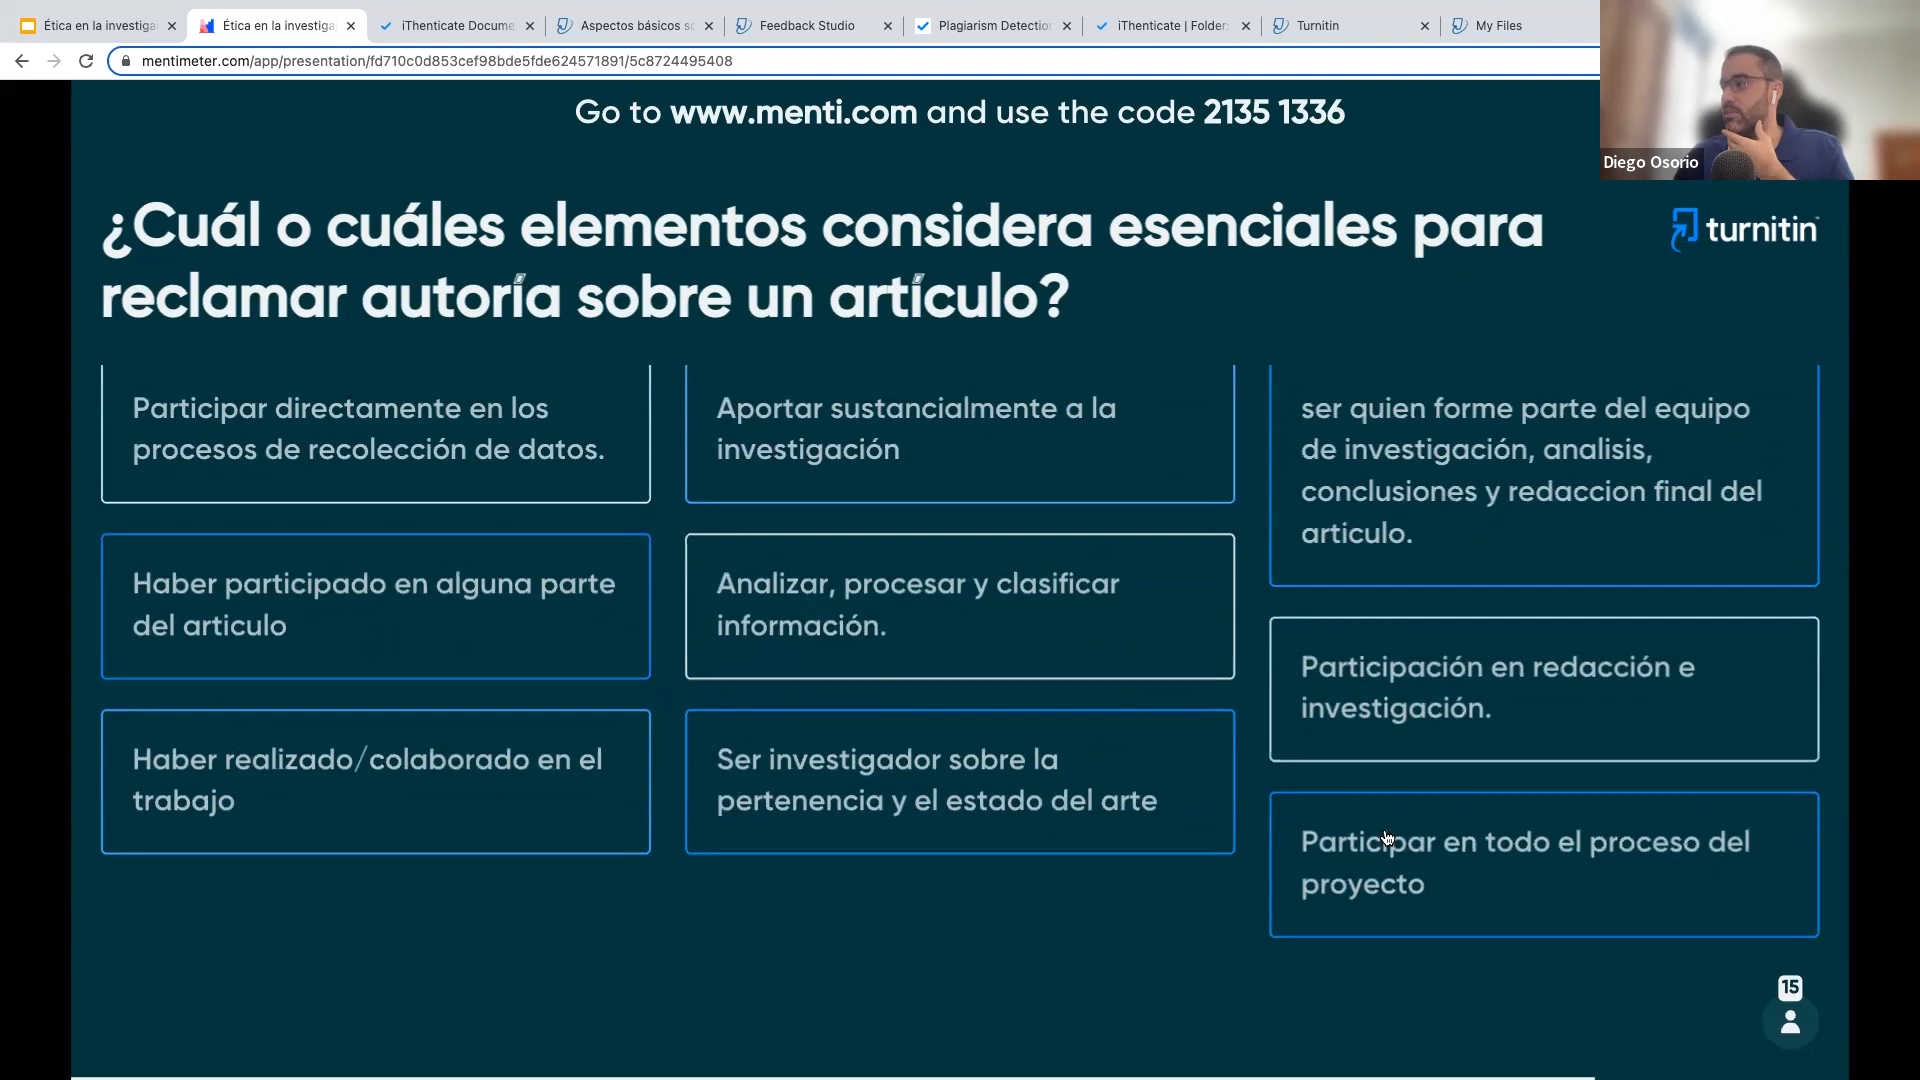 Ética en la investiga
Ética en la investiga
iThenticate Docume
Aspectos básicos so
Feedback Studio
Plagiarism Detectio
iThenticate | Folder:
Turnitin
My Files
mentimeter.com/app/presentation/fd710c0d853cef98bde5fde624571891/5c8724495408
Diego Osorio
Go to www.menti.com and use the code 2135 1336
¿Cuál o cuáles elementos considera esenciales para
reclamar autoría sobre un artículo?
turnitin
Participar directamente en los
procesos de recolección de datos.
Haber participado en alguna parte
del articulo
Haber realizado/colaborado en el
trabajo
Aportar sustancialmente a la
investigación
Analizar, procesar y clasificar
información.
Ser investigador sobre la
pertenencia y el estado del arte
ser quien forme parte del equipo
de investigación, analisis,
conclusiones y redaccion final del
articulo.
Participación en redacción e
investigación.
Participar en todo el proceso del
proyecto
15